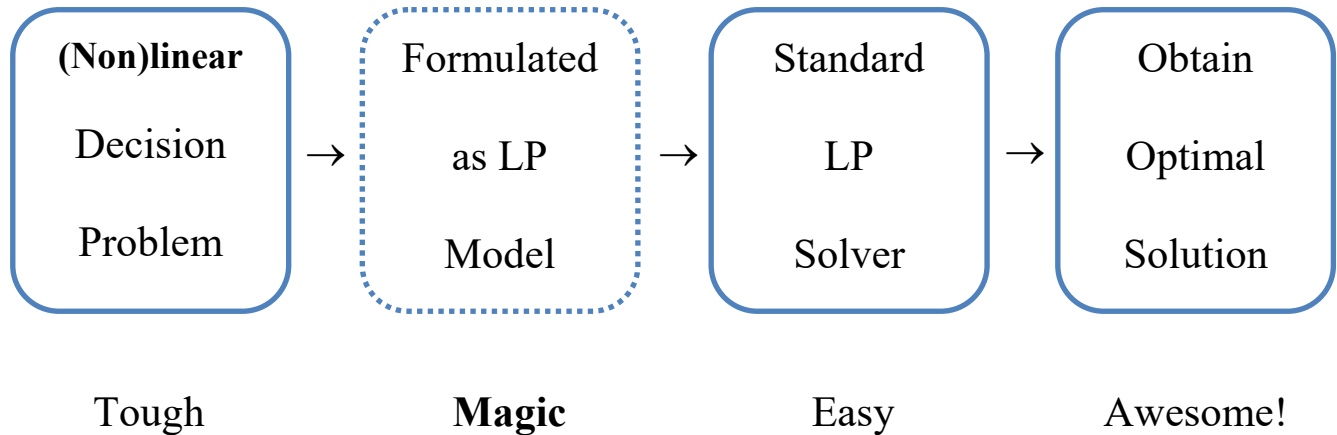 (Non)linear
Decision
Problem
→
Formulated
as LP
Model
→
Standard
LP
Solver
→
Obtain
Optimal
Solution
Tough
Magic
Easy
Awesome!